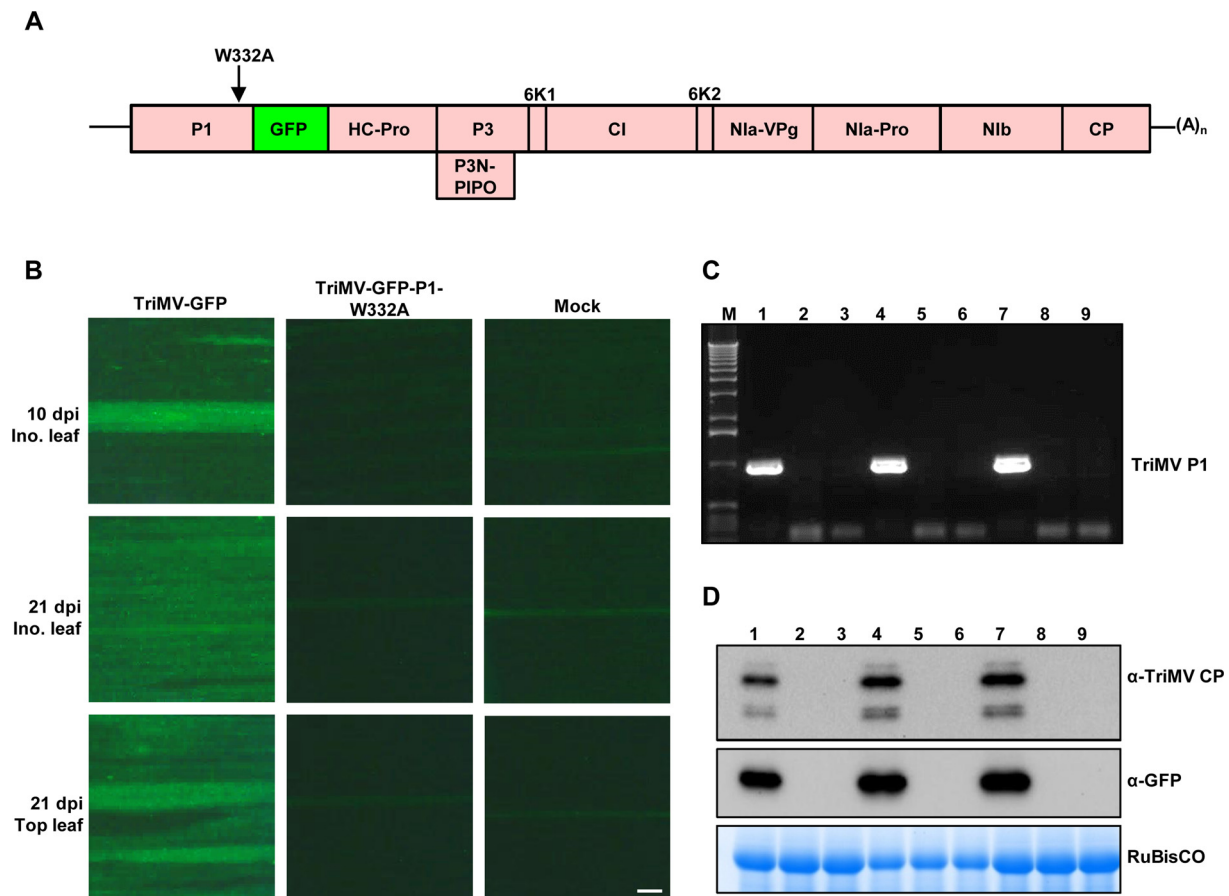 A
W332A
6K1 6K2
P1 GFP HC-Pro P3 CI NIa-VPg NIa-Pro NIb CP (A)n
P3N-
PIPO
B
TriMV-GFP
TriMV-GFP-P1-
W332A
Mock
10 dpi
Ino. leaf
21 dpi
Ino. leaf
21 dpi
Top leaf
C
M 1 2 3 4 5 6 7 8 9
TriMV P1
D
1 2 3 4 5 6 7 8 9
α-TriMV CP
α-GFP
RuBisCO